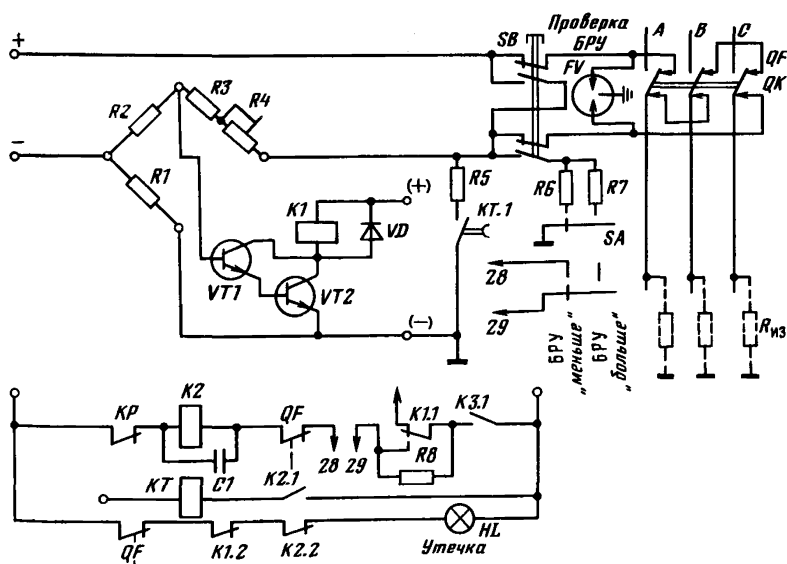 +
SB
Проверка
БРУ
FV
A
B
C
QF
QK
R2
R3
R4
−
R1
K1
VD
(+)
R5
KT.1
R6
R7
SA
VT1
VT2
28
29
(−)
БРУ
„меньше"
БРУ
„больше"
Rиз
KP
K2
QF
28
29
K1.1
K3.1
C1
R8
KT
K2.1
QF
K1.2
K2.2
HL
Утечка